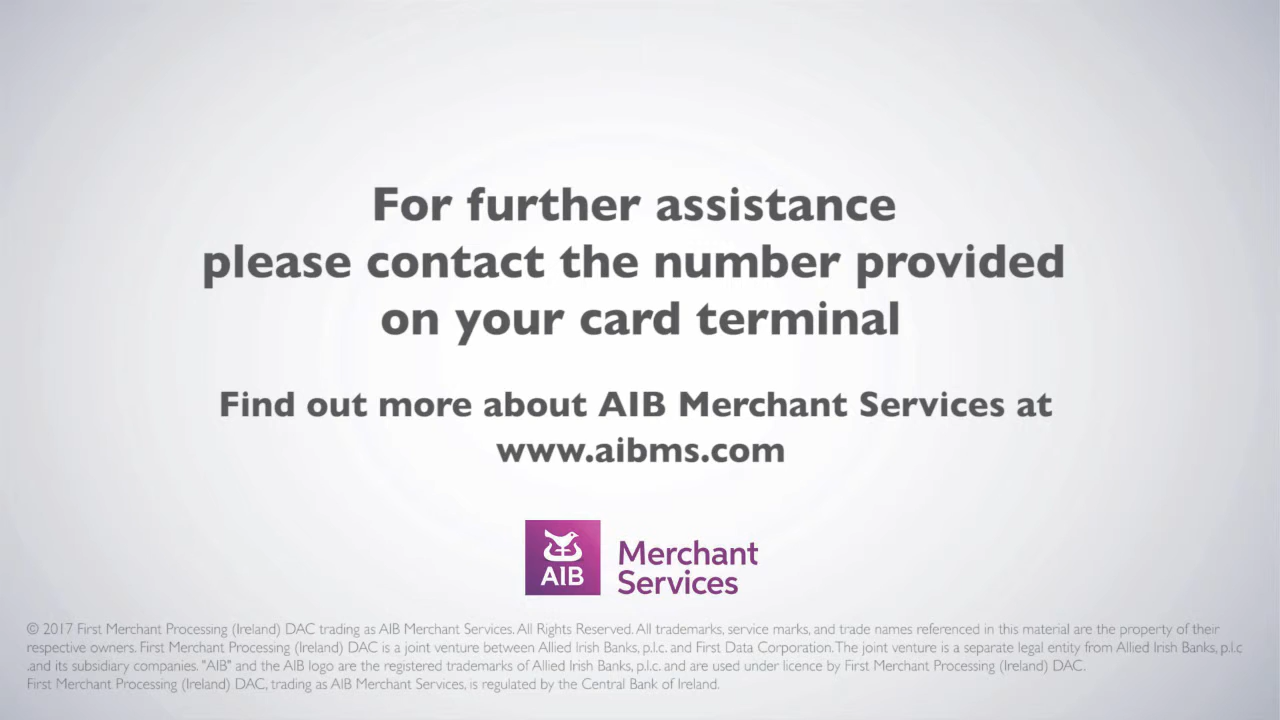 For further assistance
please contact the number provided
on your card terminal
Find out more about AIB Merchant Services at
www.aibms.com
AIB
Merchant
Services
© 2017 First Merchant Processing (Ireland) DAC trading as AIB Merchant Services. All Rights Reserved. All trademarks, service marks, and trade names referenced in this material are the property of their
respective owners. First Merchant Processing (Ireland) DAC is a joint venture between Allied Irish Banks, p.l.c. and First Data Corporation. The joint venture is a separate legal entity from Allied Irish Banks, p.l.c
.and its subsidiary companies. "AIB" and the AIB logo are the registered trademarks of Allied Irish Banks, p.l.c. and are used under licence by First Merchant Processing (Ireland) DAC.
First Merchant Processing (Ireland) DAC, trading as AIB Merchant Services, is regulated by the Central Bank of Ireland.